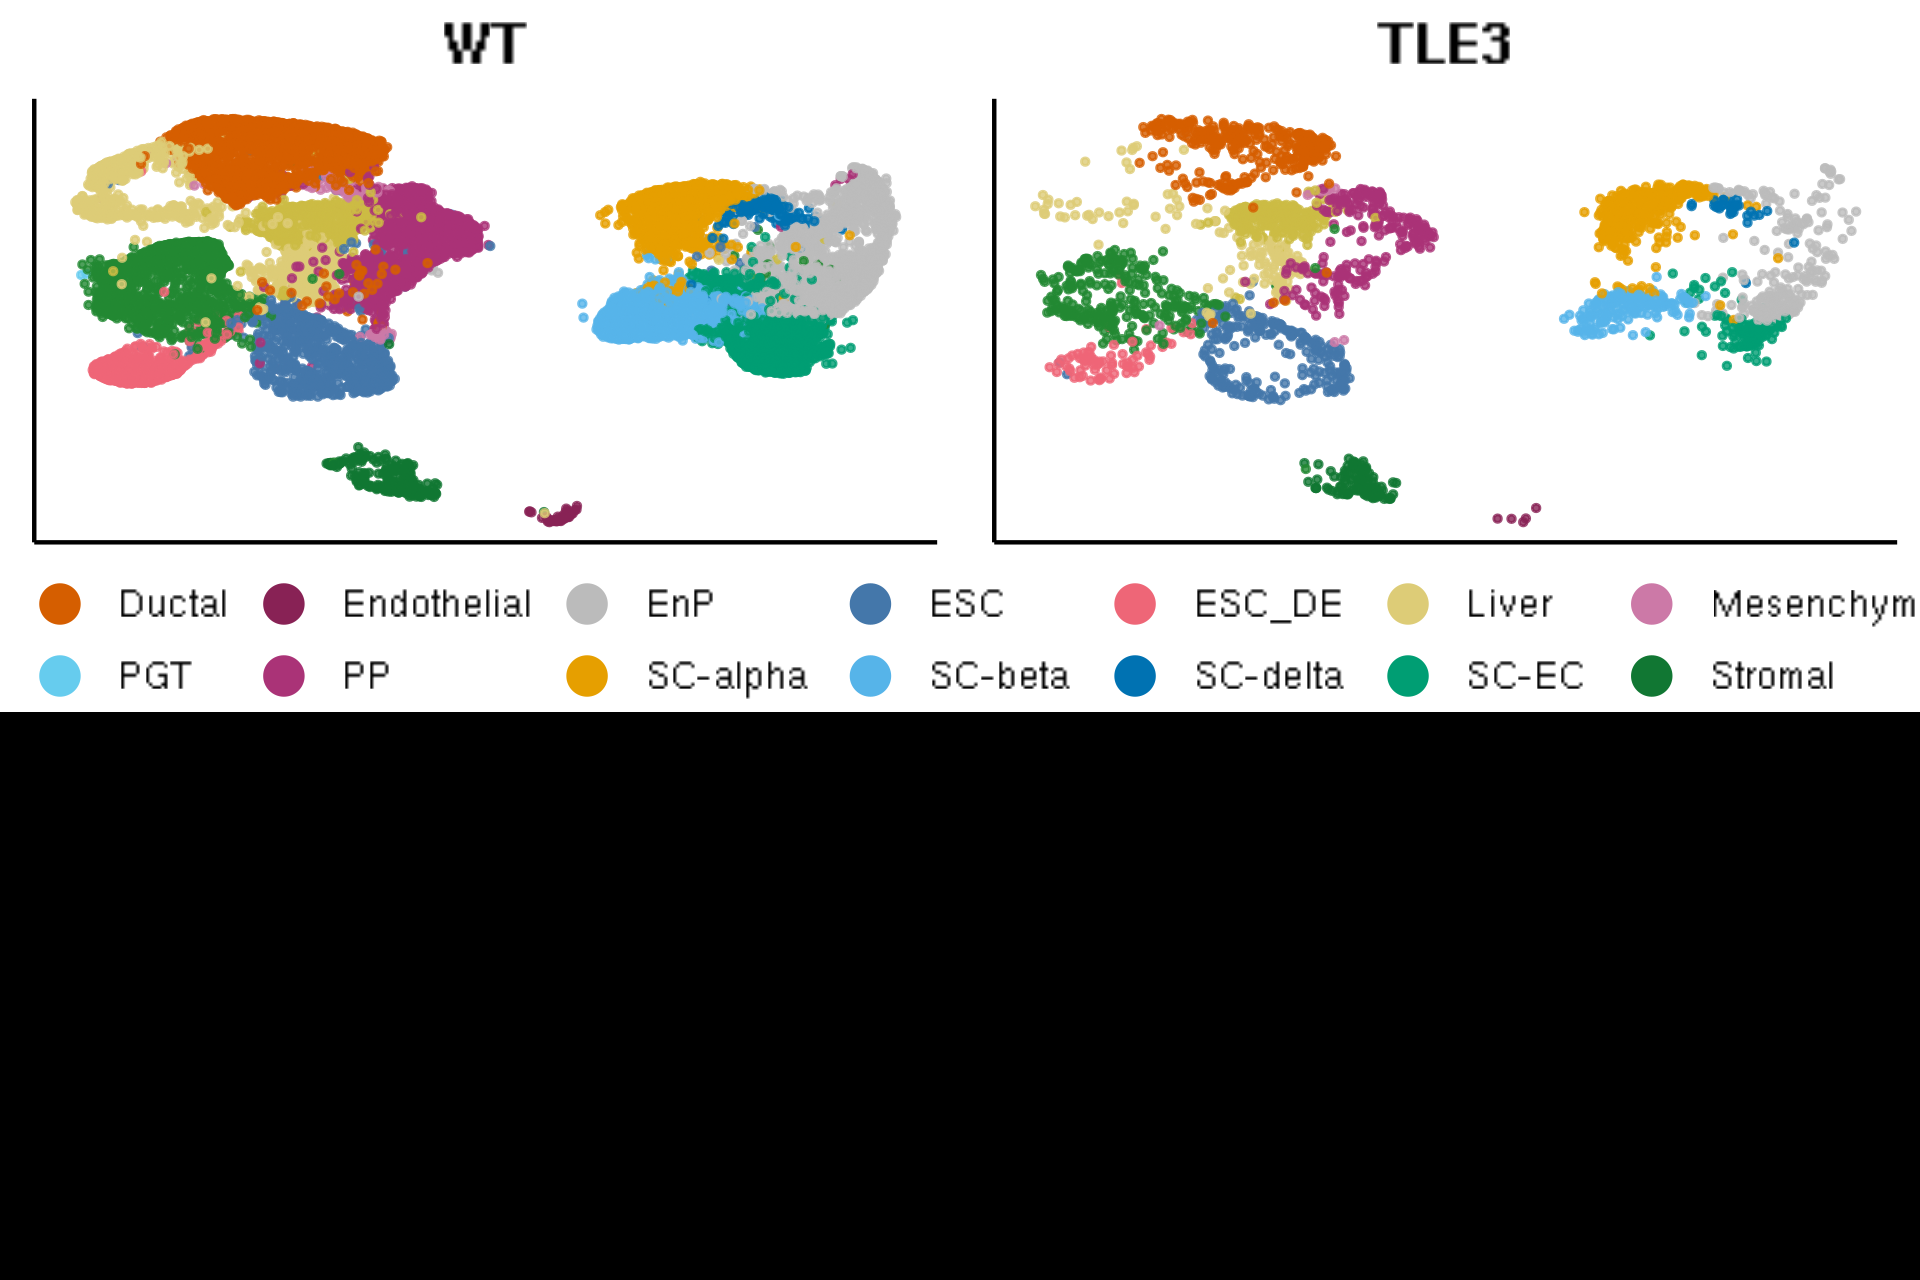 WT TLE3
Ductal Endothelial EnP ESC ESC_DE Liver Mesenchym
PGT PP SC-alpha SC-beta SC-delta SC-EC Stromal